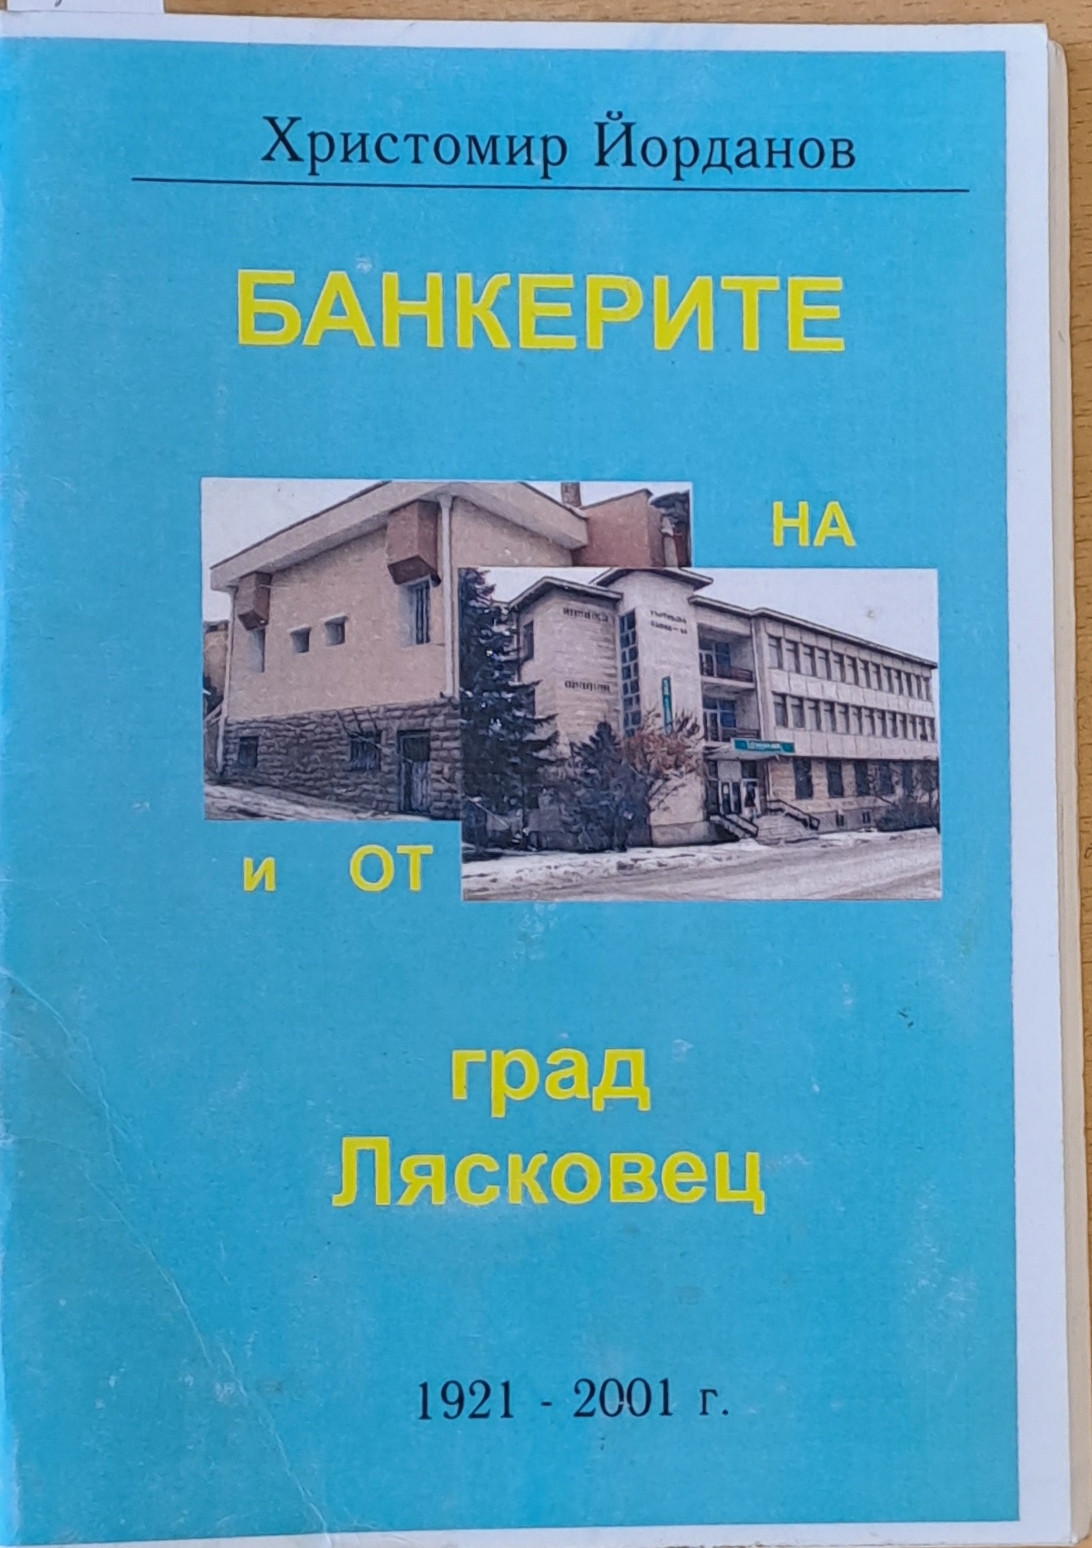 Христомир Йорданов
БАНКЕРИТЕ
НА
и ОТ
град
Лясковец
1921 - 2001 г.